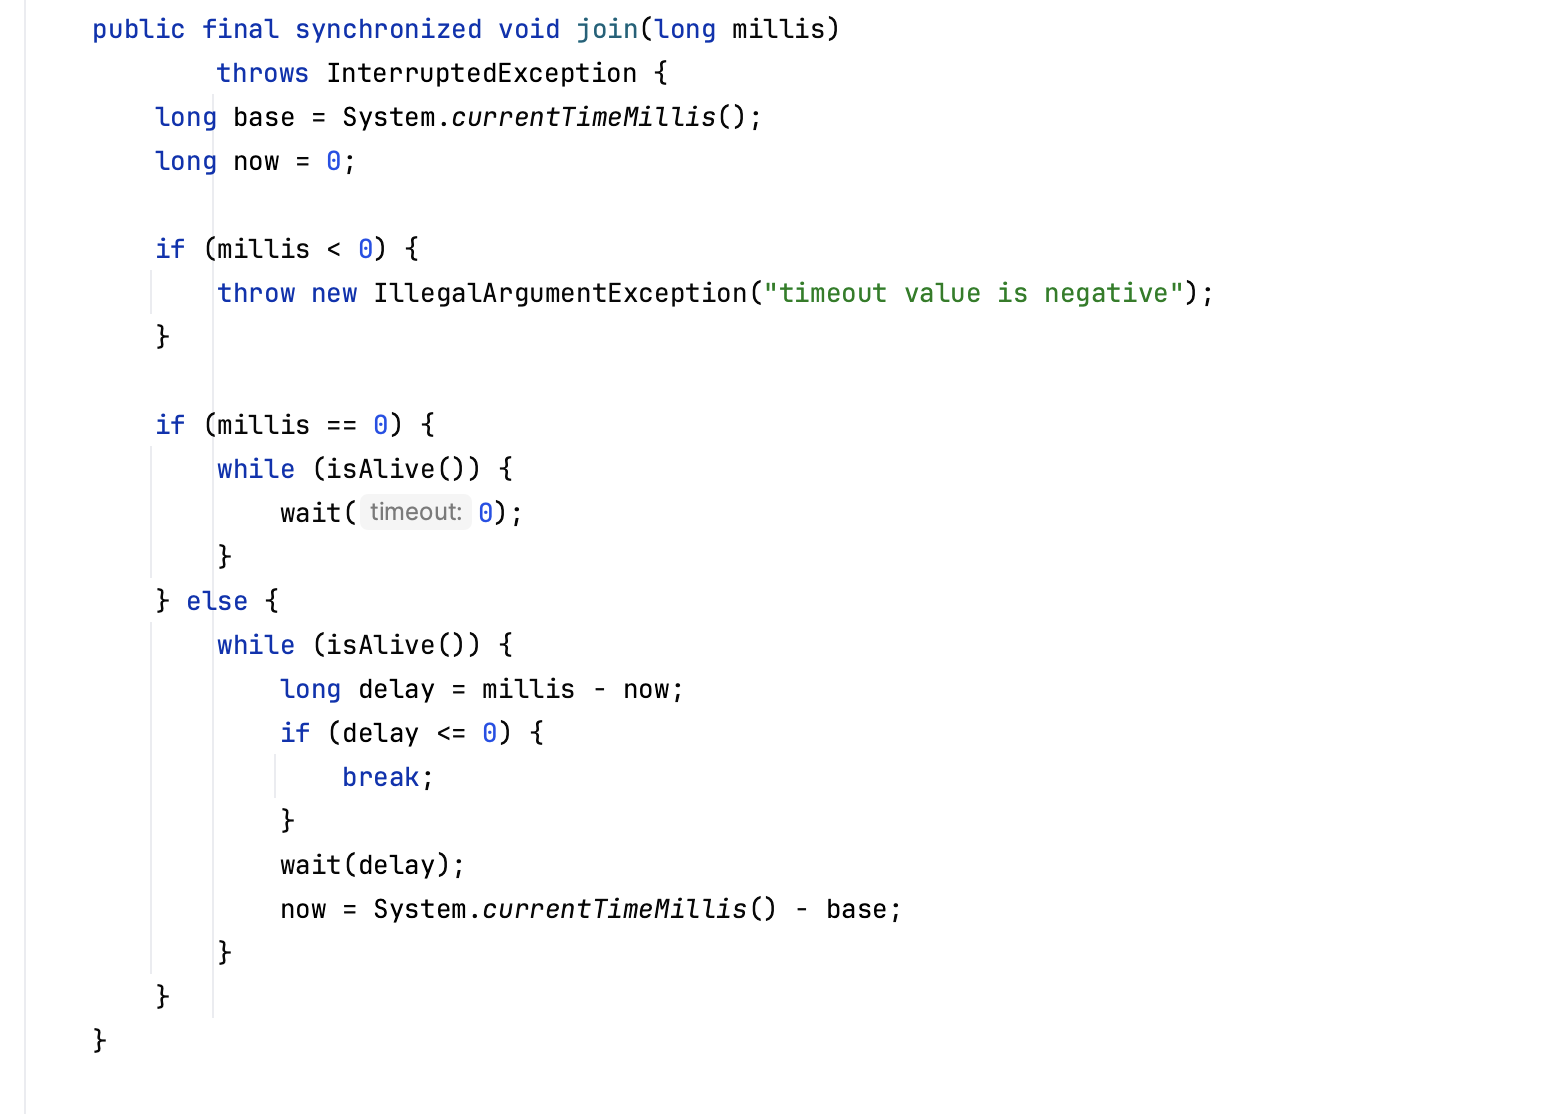 public final synchronized void join(long millis)
throws InterruptedException {
long base = System.currentTimeMillis();
long now = 0;
if (millis < 0) {
throw new IllegalArgumentException("timeout value is negative");
}
if (millis == 0) {
while (isAlive()) {
wait( timeout: 0);
}
} else {
while (isAlive()) {
long delay = millis - now;
if (delay <= 0) {
break;
}
wait(delay);
now = System.currentTimeMillis() - base;
}
}
}